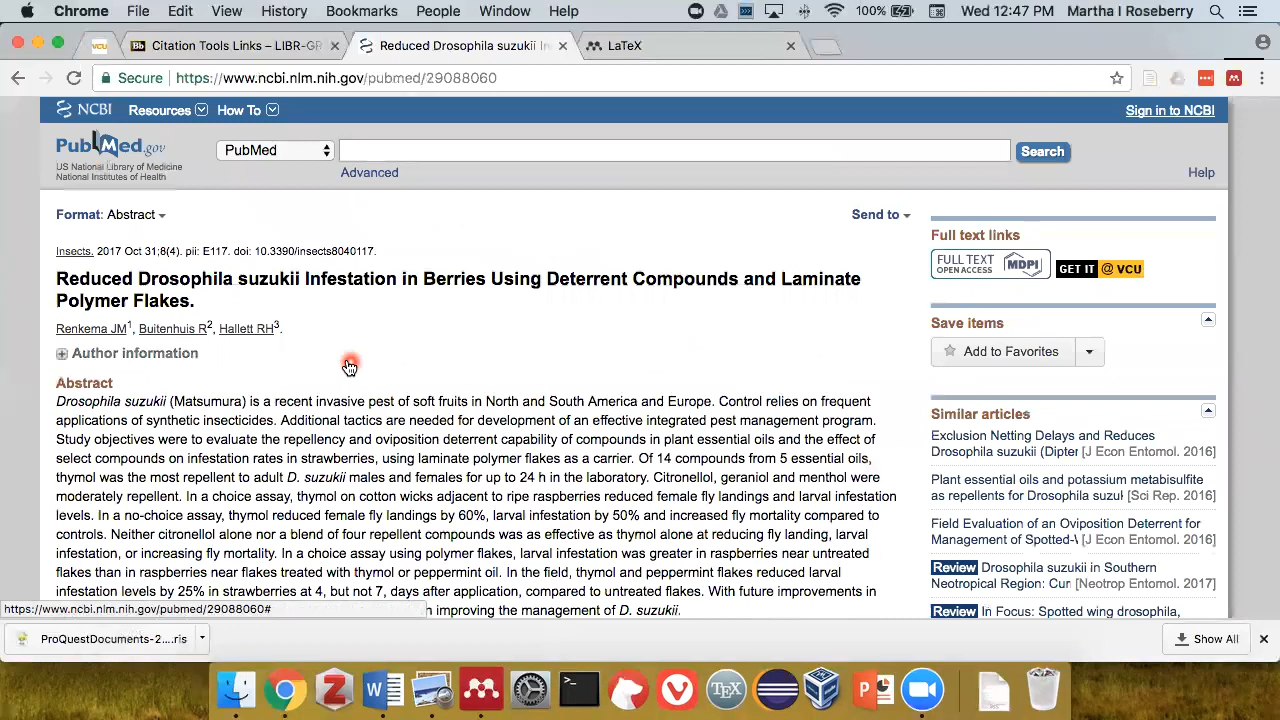 Chrome File Edit View History Bookmarks People Window Help 100% Wed 12:47 PM Martha I Roseberry
VCU Bb Citation Tools Links – LIBR-GR Reduced Drosophila suzukii In LaTeX
Secure https://www.ncbi.nlm.nih.gov/pubmed/29088060
NCBI Resources How To Sign in to NCBI
PubMed.gov PubMed Search
US National Library of Medicine
National Institutes of Health
Advanced Help
Format: Abstract Send to
Insects. 2017 Oct 31;8(4). pii: E117. doi: 10.3390/insects8040117.
Reduced Drosophila suzukii Infestation in Berries Using Deterrent Compounds and Laminate
Polymer Flakes.
Renkema JM1, Buitenhuis R2, Hallett RH3.
Author information
Abstract
Drosophila suzukii (Matsumura) is a recent invasive pest of soft fruits in North and South America and Europe. Control relies on frequent
applications of synthetic insecticides. Additional tactics are needed for development of an effective integrated pest management program.
Study objectives were to evaluate the repellency and oviposition deterrent capability of compounds in plant essential oils and the effect of
select compounds on infestation rates in strawberries, using laminate polymer flakes as a carrier. Of 14 compounds from 5 essential oils,
thymol was the most repellent to adult D. suzukii males and females for up to 24 h in the laboratory. Citronellol, geraniol and menthol were
moderately repellent. In a choice assay, thymol on cotton wicks adjacent to ripe raspberries reduced female fly landings and larval infestation
levels. In a no-choice assay, thymol reduced female fly landings by 60%, larval infestation by 50% and increased fly mortality compared to
controls. Neither citronellol alone nor a blend of four repellent compounds was as effective as thymol alone at reducing fly landing, larval
infestation, or increasing fly mortality. In a choice assay using polymer flakes, larval infestation was greater in raspberries near untreated
flakes than in raspberries near flakes treated with thymol or peppermint oil. In the field, thymol and peppermint flakes reduced larval
infestation levels by 25% in strawberries at 4, but not 7, days after application, compared to untreated flakes. With future improvements in
n improving the management of D. suzukii.
Full text links
FULL TEXT
OPEN ACCESS MDPI GET IT @ VCU
Save items
Add to Favorites
Similar articles
Exclusion Netting Delays and Reduces
Drosophila suzukii (Dipter [J Econ Entomol. 2016]
Plant essential oils and potassium metabisulfite
as repellents for Drosophila suzul [Sci Rep. 2016]
Field Evaluation of an Oviposition Deterrent for
Management of Spotted-\ [J Econ Entomol. 2016]
Review Drosophila suzukii in Southern
Neotropical Region: Cur [Neotrop Entomol. 2017]
Review In Focus: Spotted wing drosophila,
https://www.ncbi.nlm.nih.gov/pubmed/29088060#
ProQuestDocuments-2....ris Show All
Z W >_ TEX P